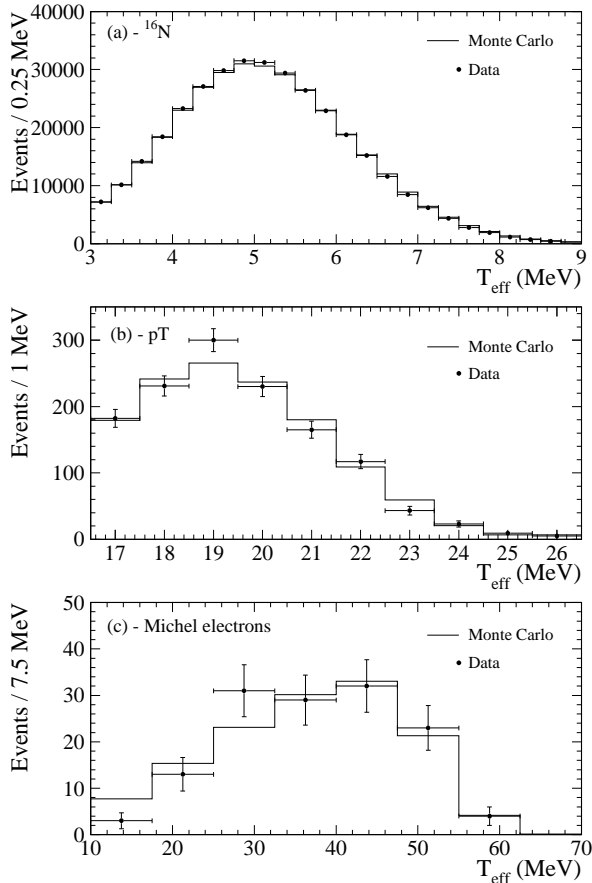 (a) - ¹⁶N
Monte Carlo
Data
Events / 0.25 MeV
40000
30000
20000
10000
0
3 4 5 6 7 8 9
T_eff (MeV)
(b) - pT
Monte Carlo
Data
Events / 1 MeV
300
200
100
0
17 18 19 20 21 22 23 24 25 26
T_eff (MeV)
(c) - Michel electrons
Monte Carlo
Data
Events / 7.5 MeV
50
40
30
20
10
0
10 20 30 40 50 60 70
T_eff (MeV)